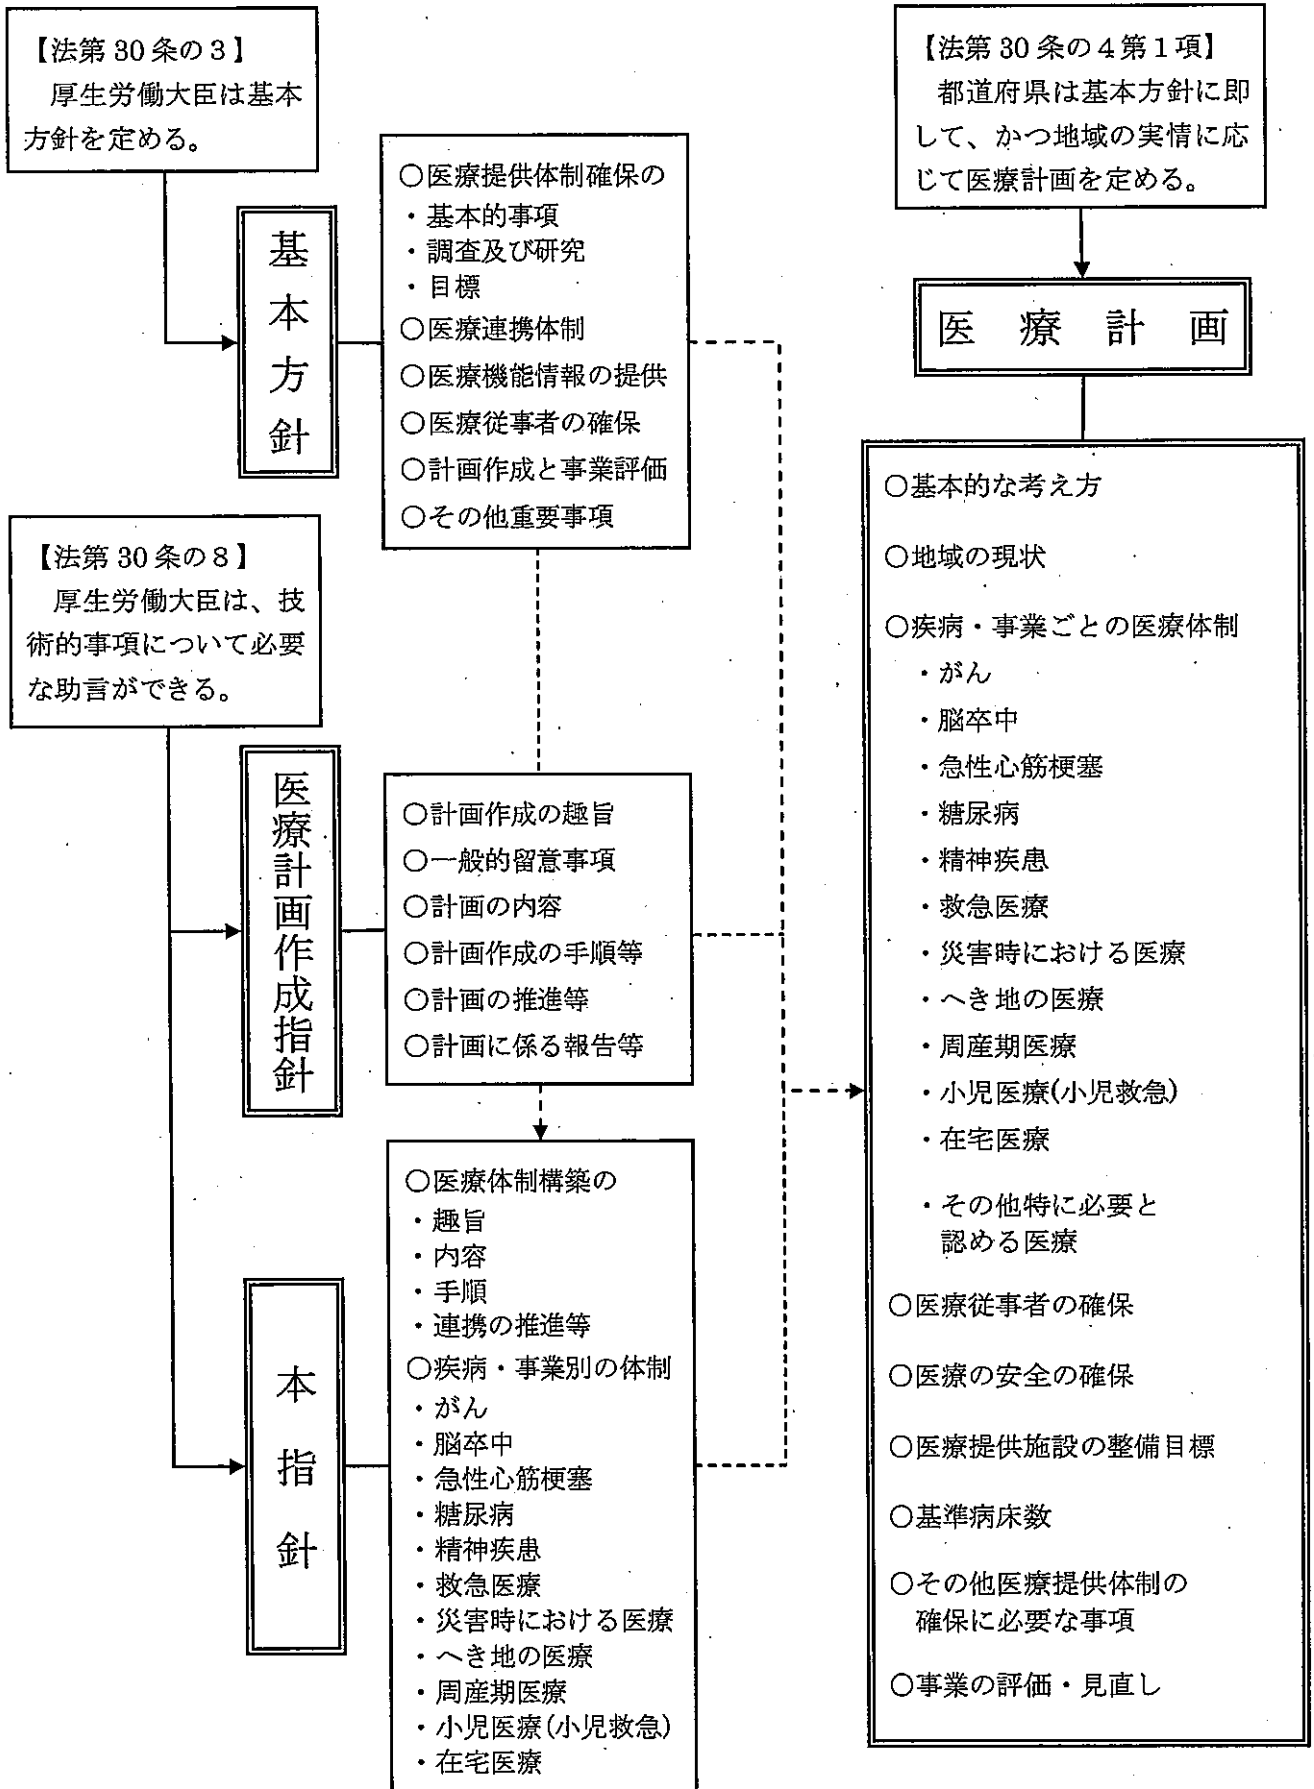 【法第30条の3】
厚生労働大臣は基本
方針を定める。
基本方針
○医療提供体制確保の
・基本的事項
・調査及び研究
・目標
○医療連携体制
○医療機能情報の提供
○医療従事者の確保
○計画作成と事業評価
○その他重要事項
【法第30条の8】
厚生労働大臣は、技
術的事項について必要
な助言ができる。
医療計画作成指針
○計画作成の趣旨
○一般的留意事項
○計画の内容
○計画作成の手順等
○計画の推進等
○計画に係る報告等
本指針
○医療体制構築の
・趣旨
・内容
・手順
・連携の推進等
○疾病・事業別の体制
・がん
・脳卒中
・急性心筋梗塞
・糖尿病
・精神疾患
・救急医療
・災害時における医療
・へき地の医療
・周産期医療
・小児医療(小児救急)
・在宅医療
【法第30条の4第1項】
都道府県は基本方針に即
して、かつ地域の実情に応
じて医療計画を定める。
医療計画
○基本的な考え方
○地域の現状
○疾病・事業ごとの医療体制
・がん
・脳卒中
・急性心筋梗塞
・糖尿病
・精神疾患
・救急医療
・災害時における医療
・へき地の医療
・周産期医療
・小児医療(小児救急)
・在宅医療
・その他特に必要と
認める医療
○医療従事者の確保
○医療の安全の確保
○医療提供施設の整備目標
○基準病床数
○その他医療提供体制の
確保に必要な事項
○事業の評価・見直し